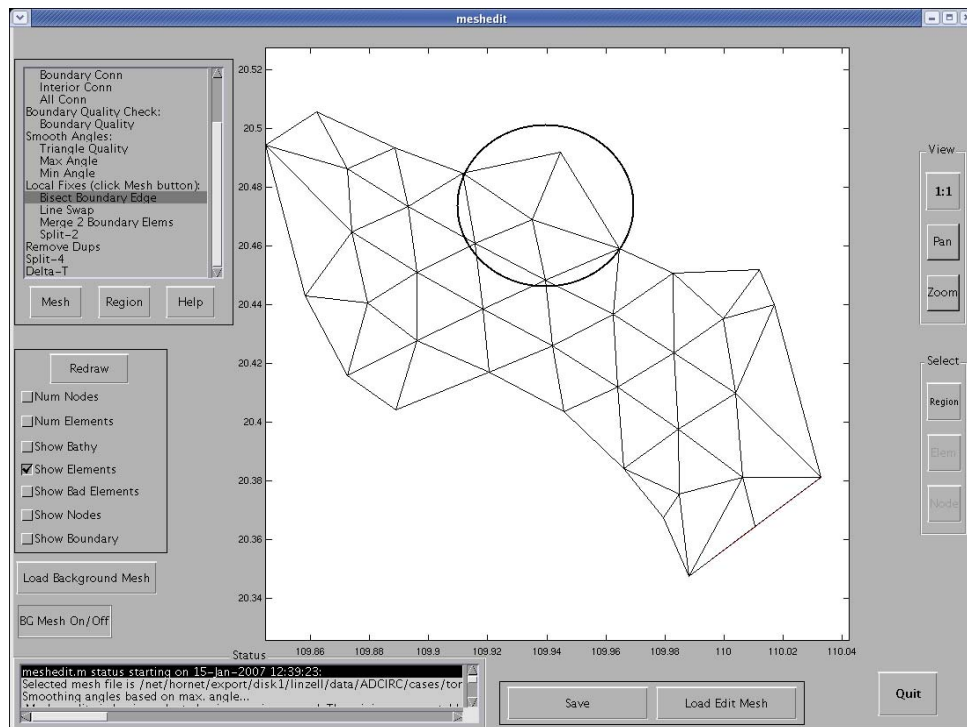 meshedit
Boundary Conn
Interior Conn
All Conn
Boundary Quality Check:
Boundary Quality
Smooth Angles:
Triangle Quality
Max Angle
Min Angle
Local Fixes (click Mesh button):
Bisect Boundary Edge
Line Swap
Merge 2 Boundary Elems
Split-2
Remove Dups
Split-4
Delta-T
Mesh
Region
Help
Redraw
Num Nodes
Num Elements
Show Bathy
Show Elements
Show Bad Elements
Show Nodes
Show Boundary
Load Background Mesh
BG Mesh On/Off
20.52
20.5
20.48
20.46
20.44
20.42
20.4
20.38
20.36
20.34
109.86 109.88 109.9 109.92 109.94 109.96 109.98 110 110.02 110.04
View
1:1
Pan
Zoom
Select
Region
Elem
Node
Status
meshedit.m status starting on 15-Jan-2007 12:39:23:
Selected mesh file is /net/hornet/export/disk1/linzell/data/ADCIRC/cases/tor
Smoothing angles based on max. angle...
Save
Load Edit Mesh
Quit